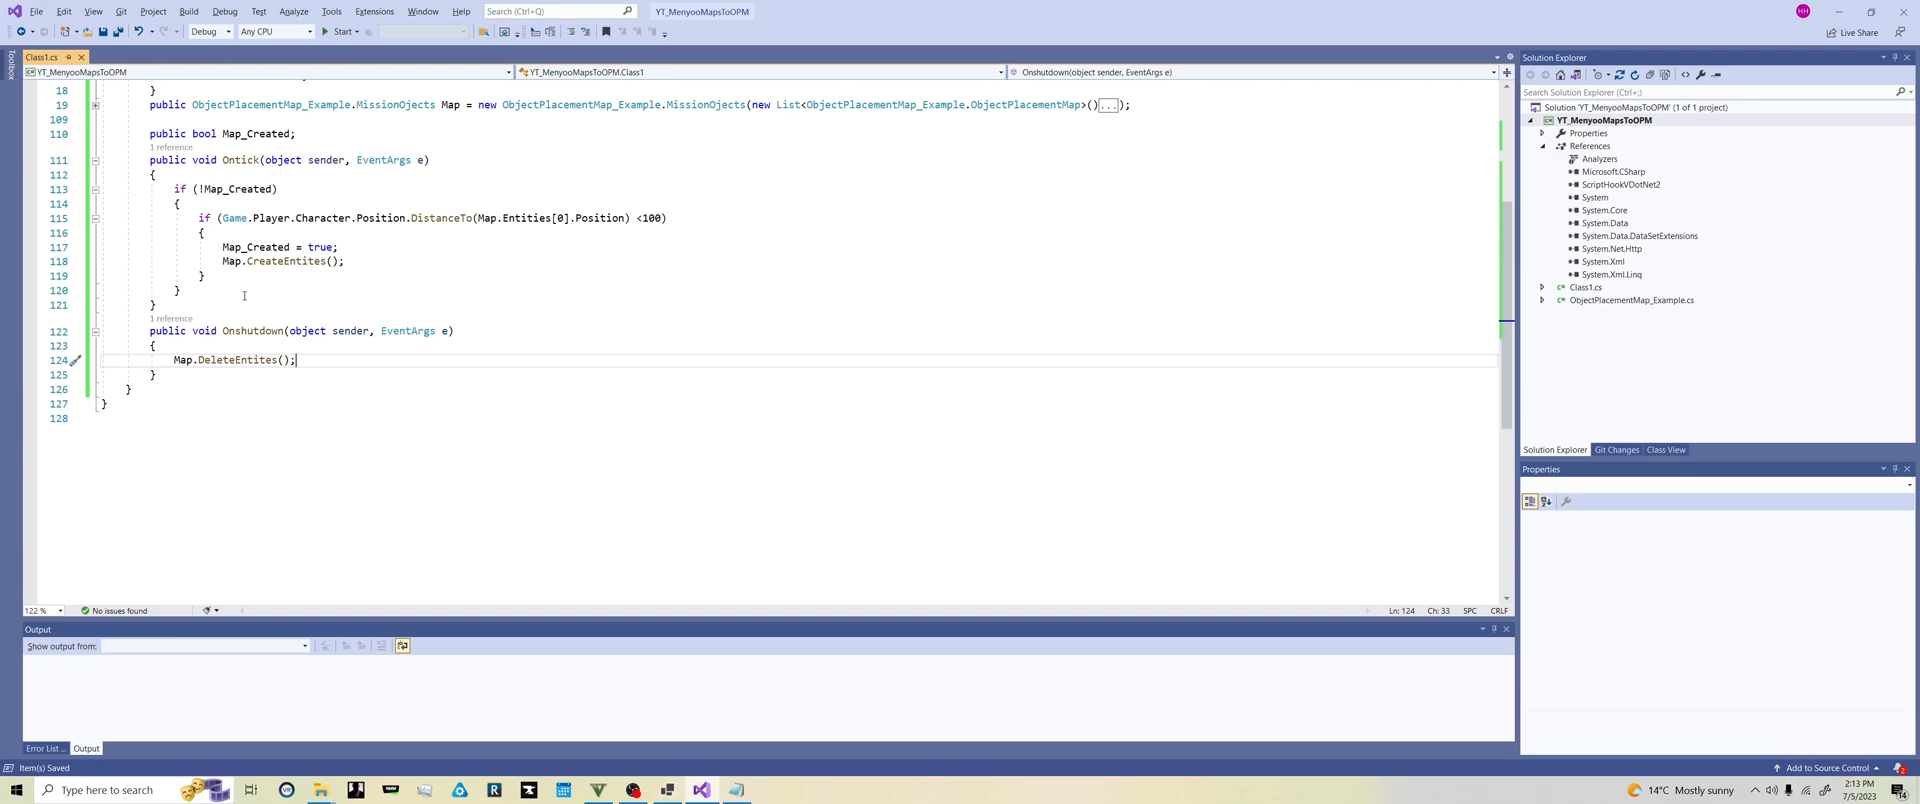 File Edit View Git Project Build Debug Test Analyze Tools Extensions Window Help Search (Ctrl+Q) YT_MenyooMapsToOPM HH
Debug Any CPU Start Live Share
Toolbox
Class1.cs
YT_MenyooMapsToOPM YT_MenyooMapsToOPM.Class1 Onshutdown(object sender, EventArgs e)
18 }
19 public ObjectPlacementMap_Example.MissionOjects Map = new ObjectPlacementMap_Example.MissionOjects(new List<ObjectPlacementMap_Example.ObjectPlacementMap>()...);
109
110 public bool Map_Created;
1 reference
111 public void Ontick(object sender, EventArgs e)
112 {
113 if (!Map_Created)
114 {
115 if (Game.Player.Character.Position.DistanceTo(Map.Entities[0].Position) <100)
116 {
117 Map_Created = true;
118 Map.CreateEntites();
119 }
120 }
121 }
1 reference
122 public void Onshutdown(object sender, EventArgs e)
123 {
124 Map.DeleteEntites();
125 }
126 }
127 }
128
122 % No issues found Ln: 124 Ch: 33 SPC CRLF
Output
Show output from:
Error List ... Output
Solution Explorer
Search Solution Explorer (Ctrl+;)
Solution 'YT_MenyooMapsToOPM' (1 of 1 project)
YT_MenyooMapsToOPM
Properties
References
Analyzers
Microsoft.CSharp
ScriptHookVDotNet2
System
System.Core
System.Data
System.Data.DataSetExtensions
System.Net.Http
System.Xml
System.Xml.Linq
Class1.cs
ObjectPlacementMap_Example.cs
Solution Explorer Git Changes Class View
Properties
Item(s) Saved Add to Source Control 2
Type here to search 14°C Mostly sunny 2:13 PM
7/5/2023 14